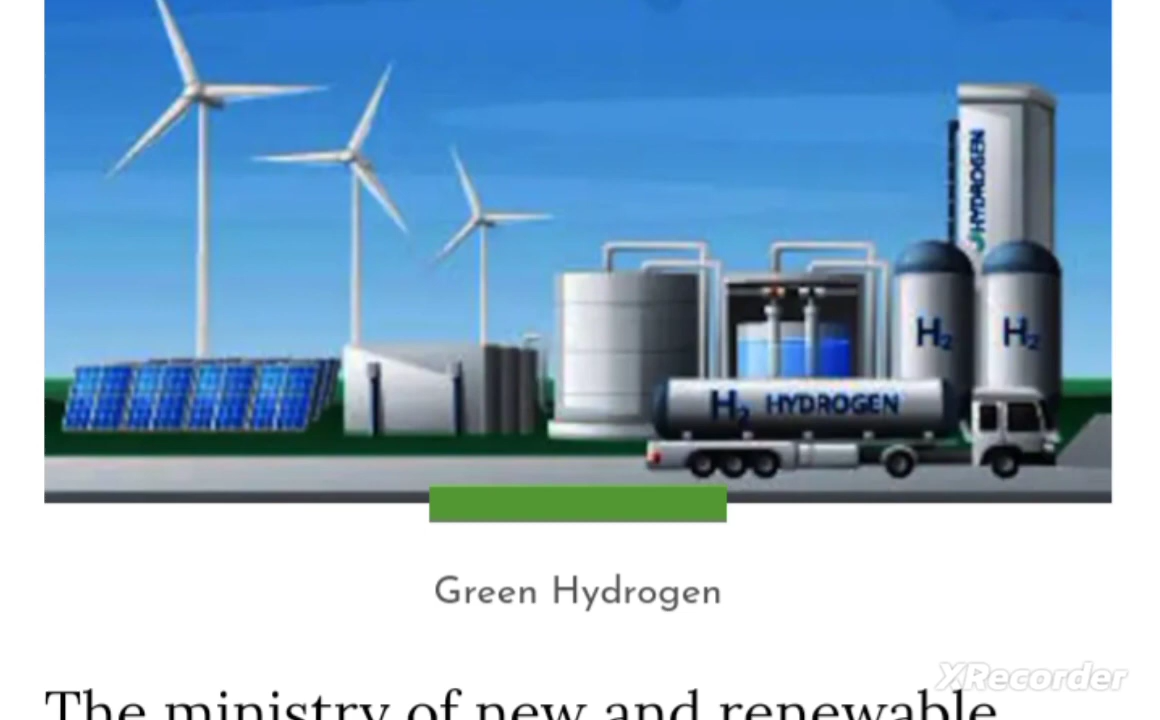 HYDROGEN
H2
H2
H2 HYDROGEN
Green Hydrogen
XRecorder
The ministry of new and renewable